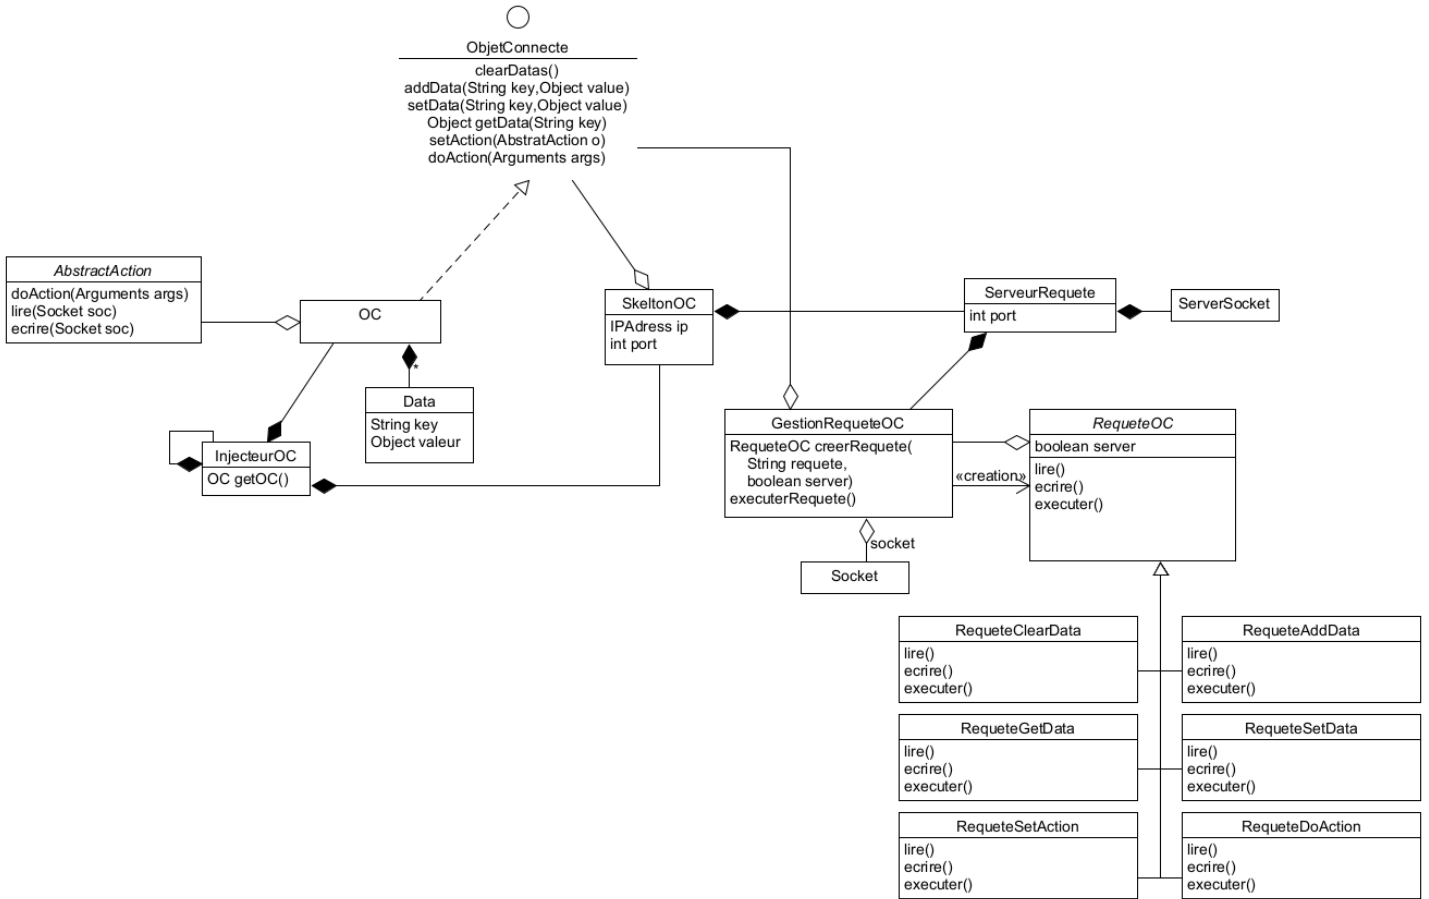 ObjetConnecte
clearDatas()
addData(String key,Object value)
setData(String key,Object value)
Object getData(String key)
setAction(AbstratAction o)
doAction(Arguments args)
AbstractAction
doAction(Arguments args)
lire(Socket soc)
ecrire(Socket soc)
OC
*
Data
String key
Object valeur
InjecteurOC
OC getOC()
SkeltonOC
IPAdress ip
int port
ServeurRequete
int port
ServerSocket
GestionRequeteOC
RequeteOC creerRequete(
String requete,
boolean server)
executerRequete()
«creation»
RequeteOC
boolean server
lire()
ecrire()
executer()
socket
Socket
RequeteClearData
lire()
ecrire()
executer()
RequeteAddData
lire()
ecrire()
executer()
RequeteGetData
lire()
ecrire()
executer()
RequeteSetData
lire()
ecrire()
executer()
RequeteSetAction
lire()
ecrire()
executer()
RequeteDoAction
lire()
ecrire()
executer()